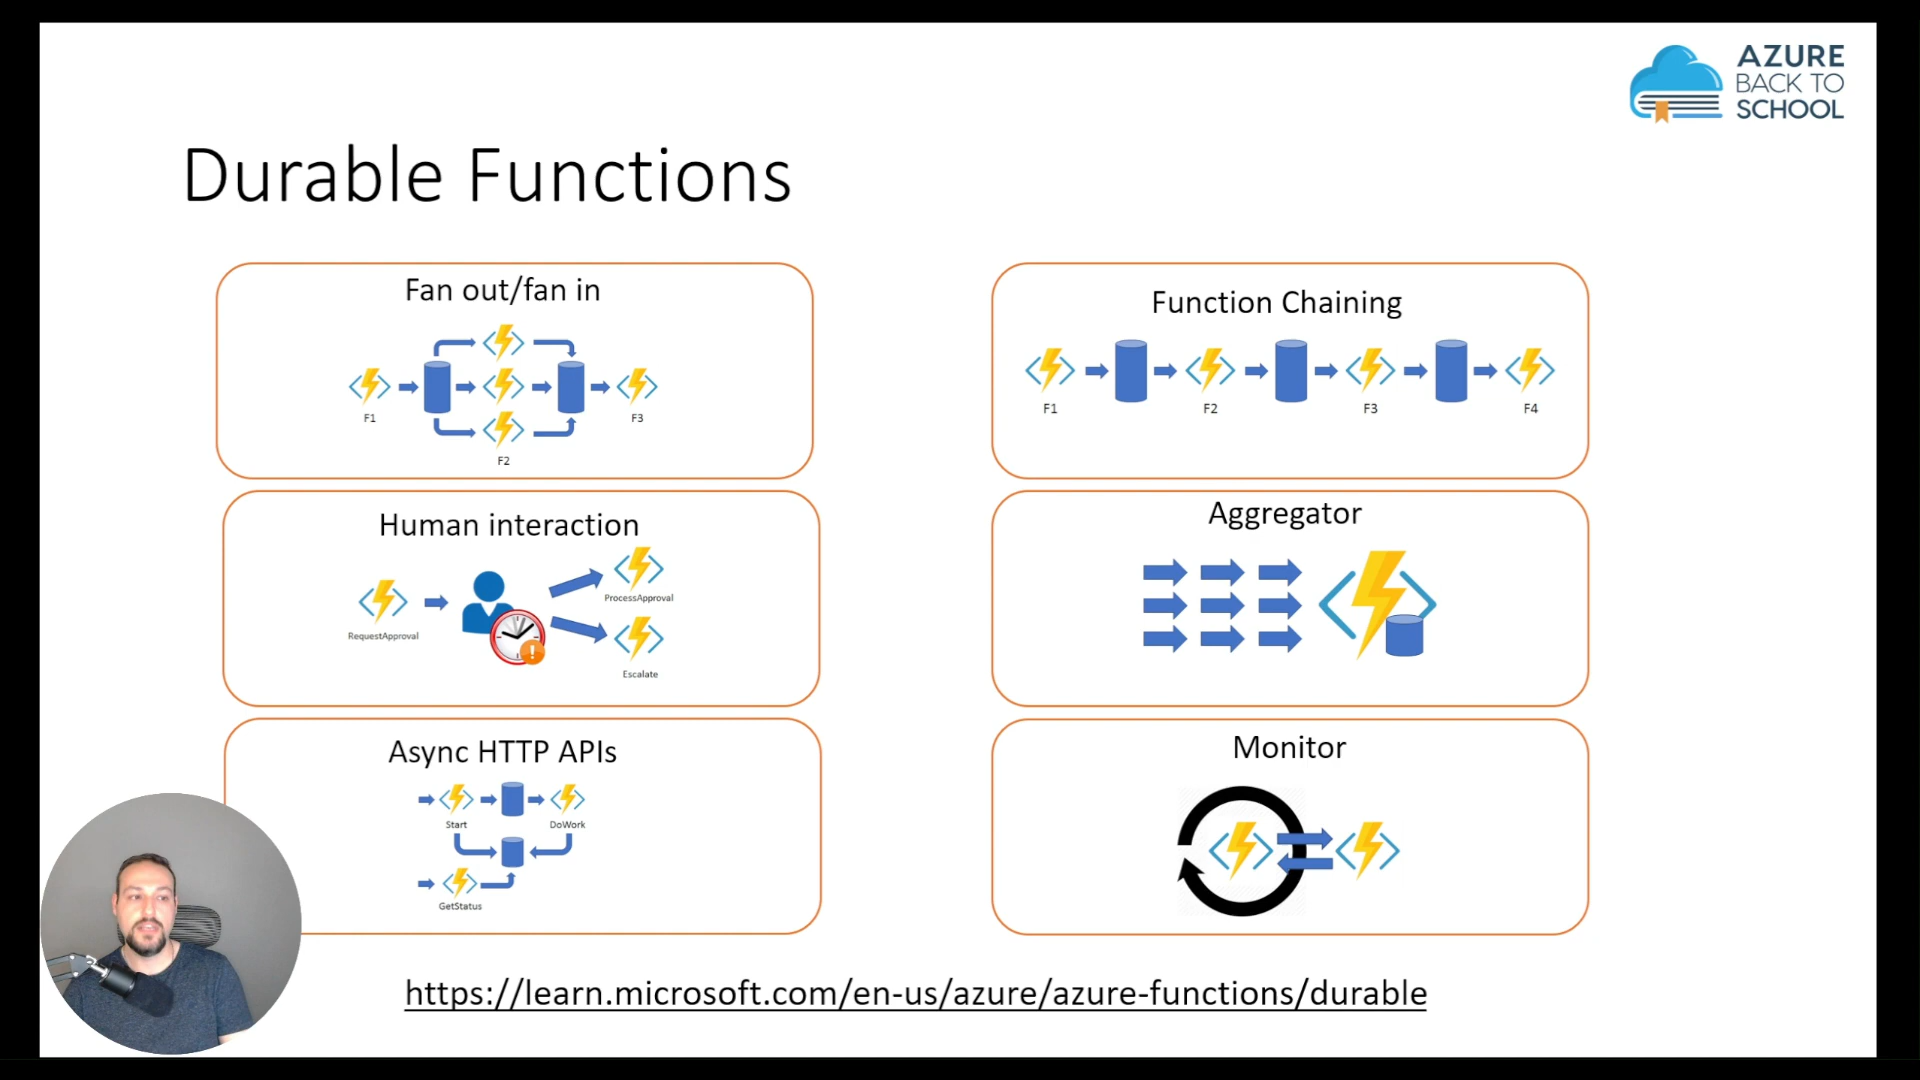 AZURE
BACK TO
SCHOOL
Durable Functions
Fan out/fan in
F1
F2
F3
Function Chaining
F1
F2
F3
F4
Human interaction
RequestApproval
ProcessApproval
Escalate
!
Aggregator
Async HTTP APIs
Start
DoWork
GetStatus
Monitor
https://learn.microsoft.com/en-us/azure/azure-functions/durable